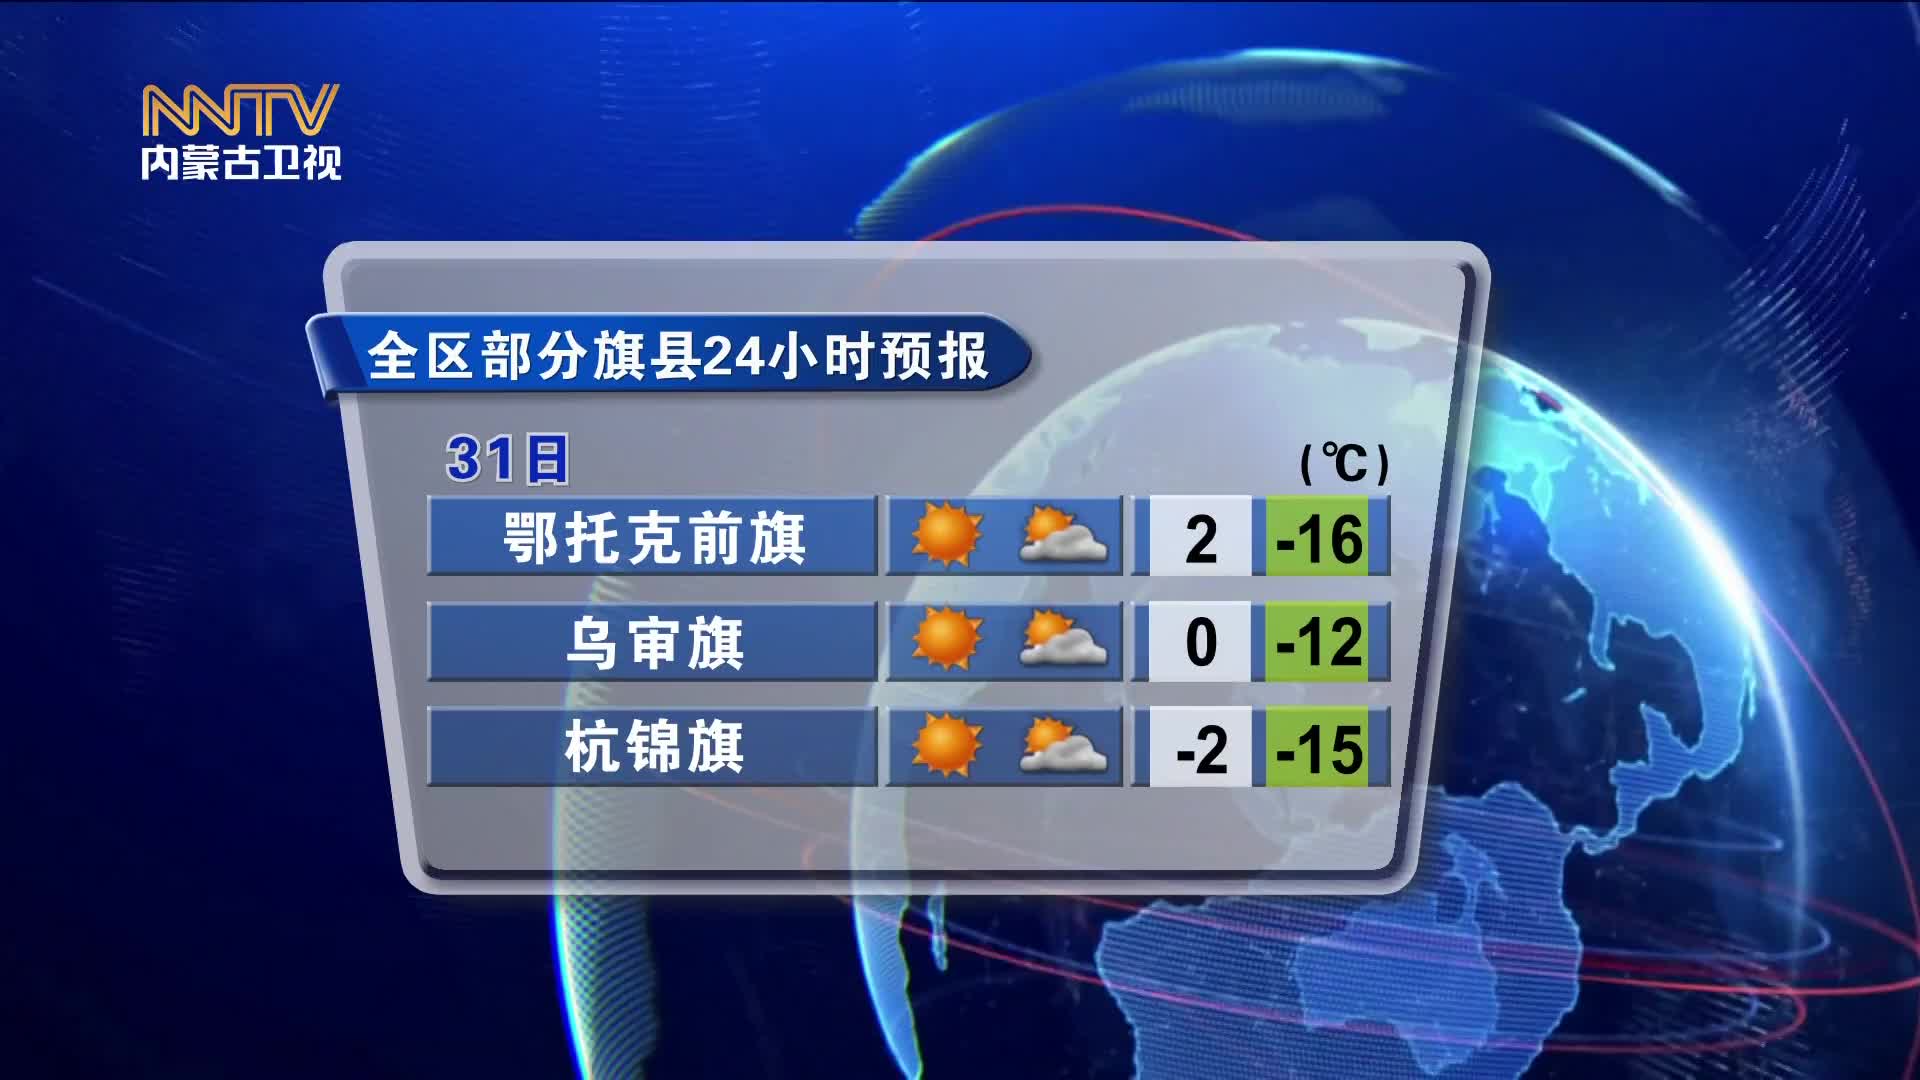 NNTV
内蒙古卫视
全区部分旗县24小时预报
31日 (℃)
鄂托克前旗 2 -16
乌审旗 0 -12
杭锦旗 -2 -15